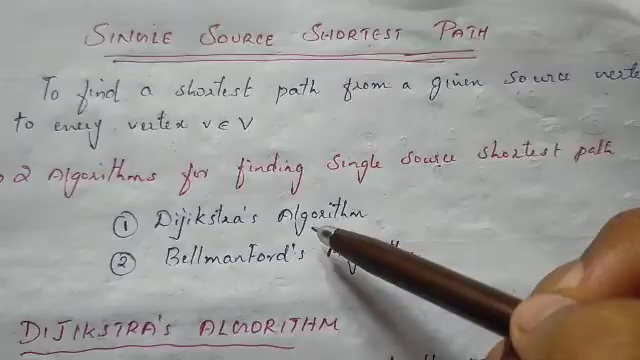 SINGLE SOURCE SHORTEST PATH
To find a shortest path from a given source verte
to every vertex v ∈ V
2 Algorithms for finding single source shortest path
① Dijikstra's Algorithm
② BellmanFord's
DIJIKSTRA'S ALGORITHM